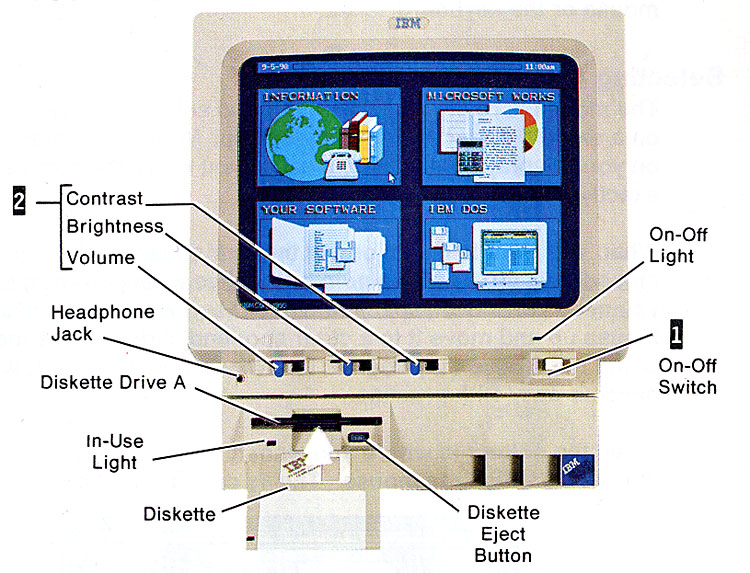 IBM
9-5-90 11:00am
INFORMATION
MICROSOFT WORKS
YOUR SOFTWARE
IBM DOS
2
Contrast
Brightness
Volume
Headphone
Jack
Diskette Drive A
In-Use
Light
Diskette
On-Off
Light
1
On-Off
Switch
IBM
IBM
Diskette
Eject
Button